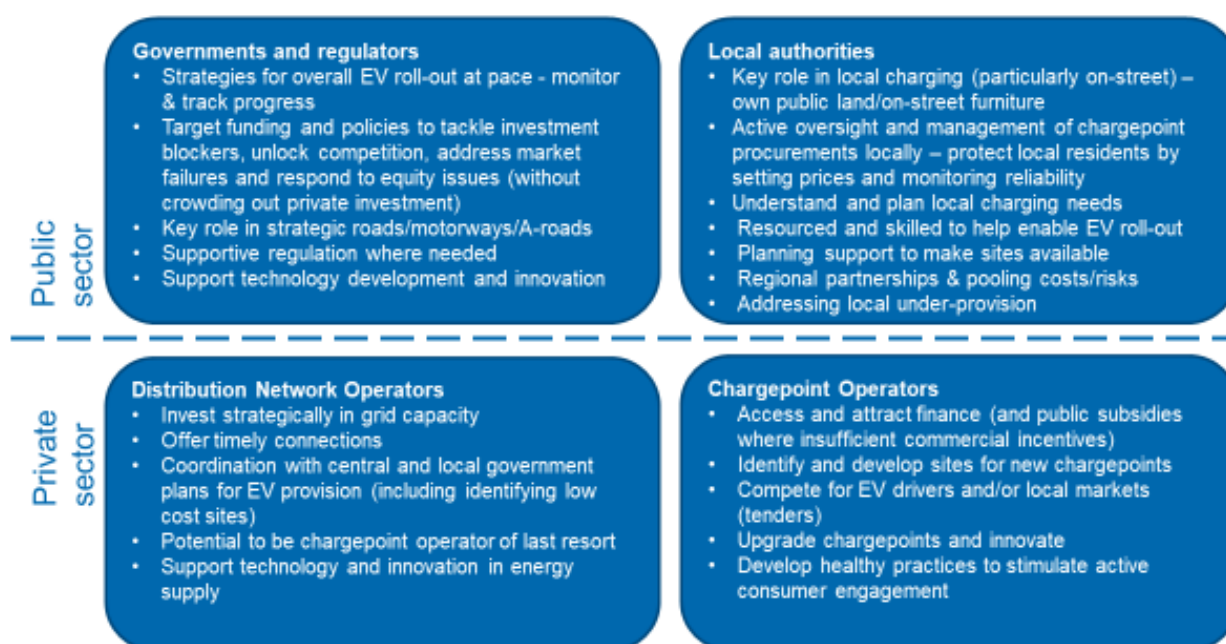 Public
sector
Governments and regulators
• Strategies for overall EV roll-out at pace - monitor
& track progress
• Target funding and policies to tackle investment
blockers, unlock competition, address market
failures and respond to equity issues (without
crowding out private investment)
• Key role in strategic roads/motorways/A-roads
• Supportive regulation where needed
• Support technology development and innovation
Local authorities
• Key role in local charging (particularly on-street) –
own public land/on-street furniture
• Active oversight and management of chargepoint
procurements locally – protect local residents by
setting prices and monitoring reliability
• Understand and plan local charging needs
• Resourced and skilled to help enable EV roll-out
• Planning support to make sites available
• Regional partnerships & pooling costs/risks
• Addressing local under-provision
Private
sector
Distribution Network Operators
• Invest strategically in grid capacity
• Offer timely connections
• Coordination with central and local government
plans for EV provision (including identifying low
cost sites)
• Potential to be chargepoint operator of last resort
• Support technology and innovation in energy
supply
Chargepoint Operators
• Access and attract finance (and public subsidies
where insufficient commercial incentives)
• Identify and develop sites for new chargepoints
• Compete for EV drivers and/or local markets
(tenders)
• Upgrade chargepoints and innovate
• Develop healthy practices to stimulate active
consumer engagement